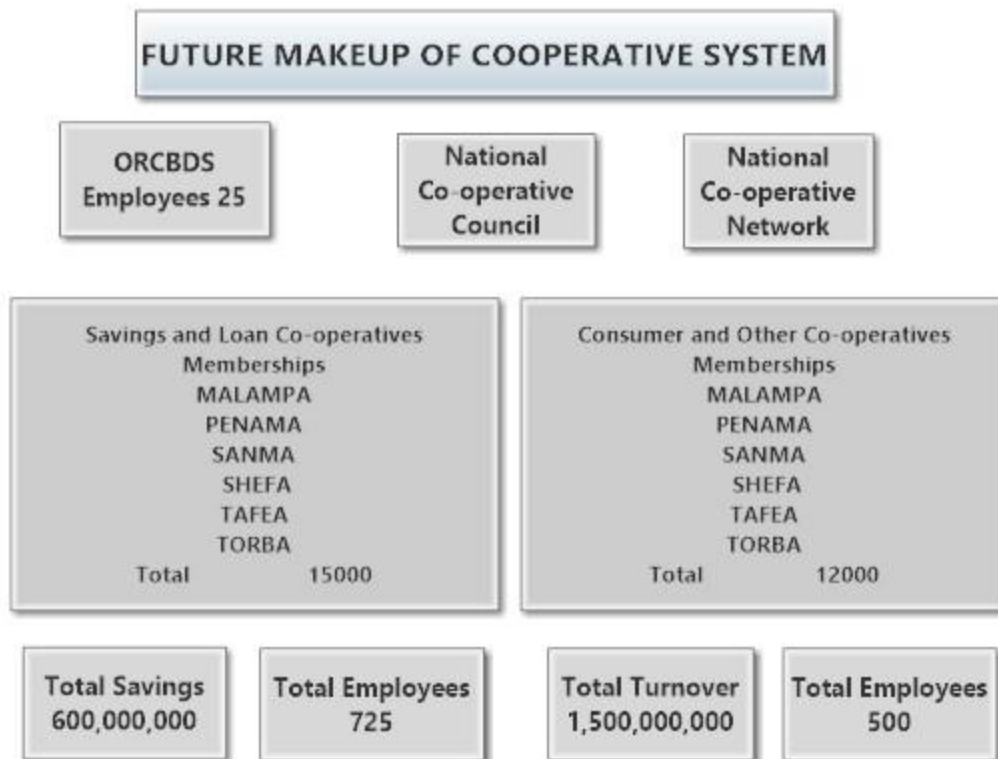 FUTURE MAKEUP OF COOPERATIVE SYSTEM
ORCBDS
Employees 25
National
Co-operative
Council
National
Co-operative
Network
Savings and Loan Co-operatives
Memberships
MALAMPA
PENAMA
SANMA
SHEFA
TAFEA
TORBA
Total 15000
Consumer and Other Co-operatives
Memberships
MALAMPA
PENAMA
SANMA
SHEFA
TAFEA
TORBA
Total 12000
Total Savings
600,000,000
Total Employees
725
Total Turnover
1,500,000,000
Total Employees
500